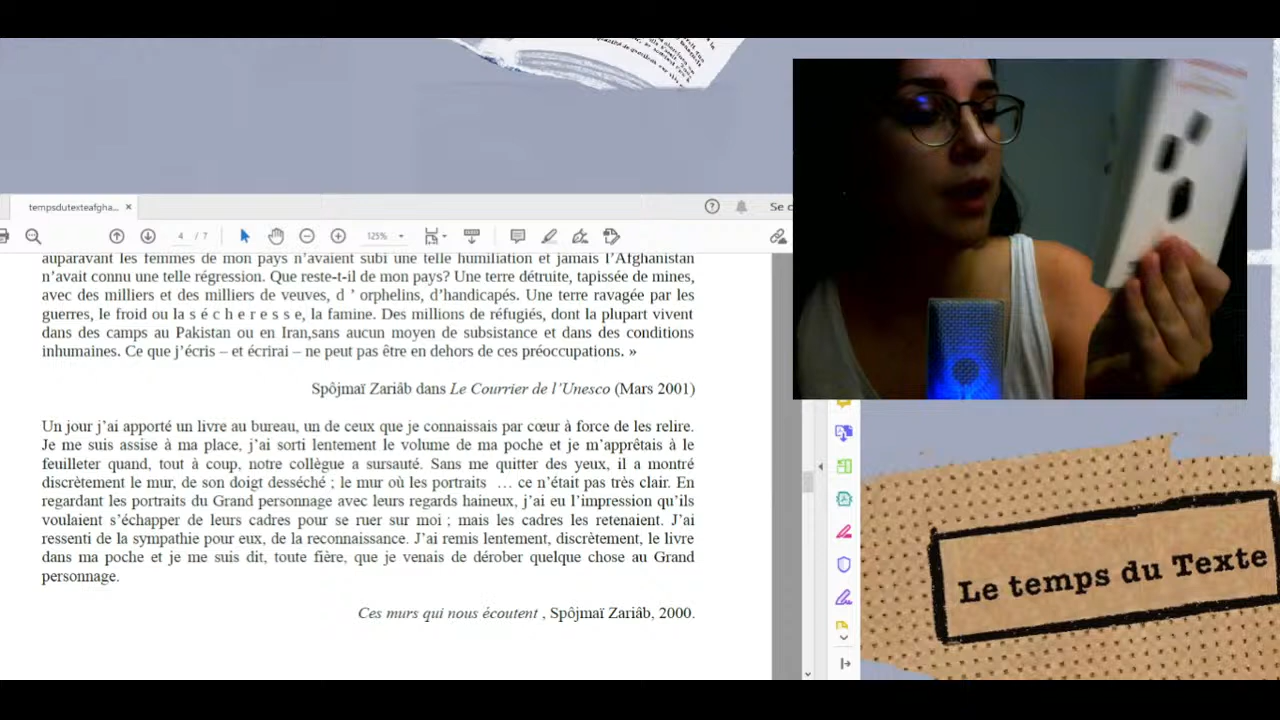 tempsdutexteafgha...
Se c
4 / 7
125%
auparavant les femmes de mon pays n'avaient subi une telle humiliation et jamais l'Afghanistan
n'avait connu une telle régression. Que reste-t-il de mon pays? Une terre détruite, tapissée de mines,
avec des milliers et des milliers de veuves, d ' orphelins, d'handicapés. Une terre ravagée par les
guerres, le froid ou la s é c h e r e s s e, la famine. Des millions de réfugiés, dont la plupart vivent
dans des camps au Pakistan ou en Iran,sans aucun moyen de subsistance et dans des conditions
inhumaines. Ce que j'écris – et écrirai – ne peut pas être en dehors de ces préoccupations. »
Spôjmaï Zariâb dans Le Courrier de l'Unesco (Mars 2001)
Un jour j'ai apporté un livre au bureau, un de ceux que je connaissais par cœur à force de les relire.
Je me suis assise à ma place, j'ai sorti lentement le volume de ma poche et je m'apprêtais à le
feuilleter quand, tout à coup, notre collègue a sursauté. Sans me quitter des yeux, il a montré
discrètement le mur, de son doigt desséché ; le mur où les portraits … ce n'était pas très clair. En
regardant les portraits du Grand personnage avec leurs regards haineux, j'ai eu l'impression qu'ils
voulaient s'échapper de leurs cadres pour se ruer sur moi ; mais les cadres les retenaient. J'ai
ressenti de la sympathie pour eux, de la reconnaissance. J'ai remis lentement, discrètement, le livre
dans ma poche et je me suis dit, toute fière, que je venais de dérober quelque chose au Grand
personnage.
Ces murs qui nous écoutent , Spôjmaï Zariâb, 2000.
Le temps du Texte